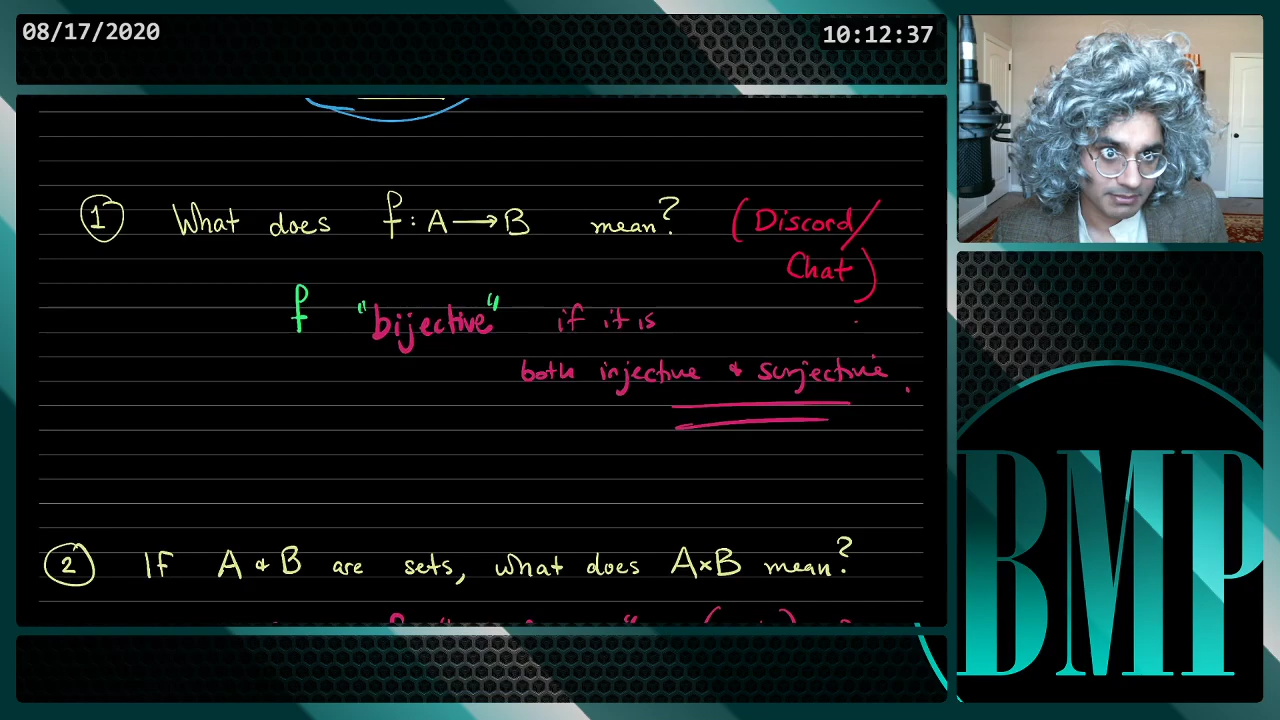 08/17/2020
10:12:37
① What does f : A → B mean? (Discord/
Chat)
f "bijective" if it is
both injective & surjective.
② If A & B are sets, what does A×B mean?
BMP